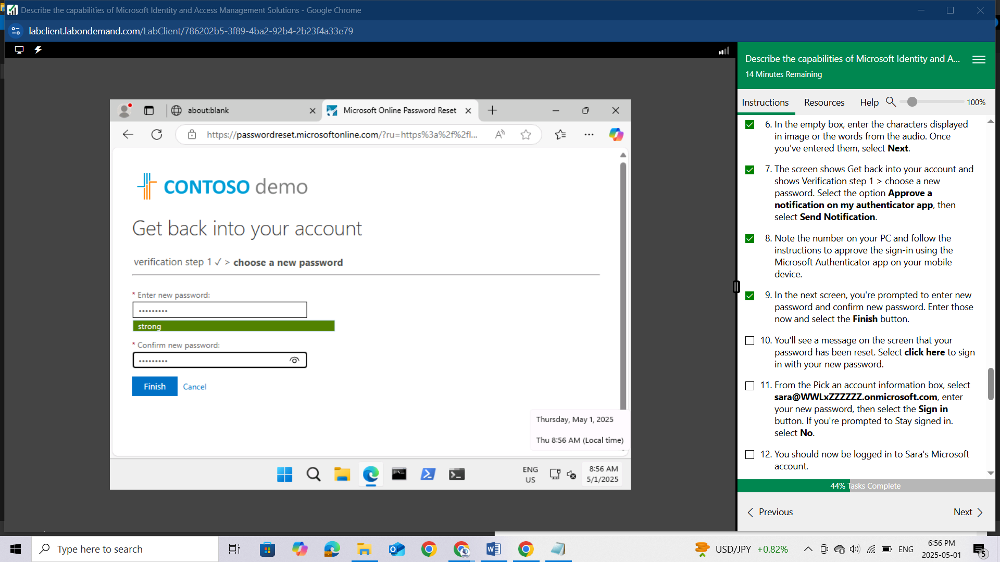 Describe the capabilities of Microsoft Identity and Access Management Solutions - Google Chrome
labclient.labondemand.com/LabClient/786202b5-3f89-4ba2-92b4-2b23f4a33e79
about:blank
Microsoft Online Password Reset
https://passwordreset.microsoftonline.com/?ru=https%3a%2f%2fl...
CONTOSO demo
Get back into your account
verification step 1 ✓ > choose a new password
* Enter new password:
strong
* Confirm new password:
Finish
Cancel
Thursday, May 1, 2025
Thu 8:56 AM (Local time)
ENG
US
8:56 AM
5/1/2025
Describe the capabilities of Microsoft Identity and A...
14 Minutes Remaining
Instructions
Resources
Help
100%
6. In the empty box, enter the characters displayed
in image or the words from the audio. Once
you've entered them, select Next.
7. The screen shows Get back into your account and
shows Verification step 1 > choose a new
password. Select the option Approve a
notification on my authenticator app, then
select Send Notification.
8. Note the number on your PC and follow the
instructions to approve the sign-in using the
Microsoft Authenticator app on your mobile
device.
9. In the next screen, you're prompted to enter new
password and confirm new password. Enter those
now and select the Finish button.
10. You'll see a message on the screen that your
password has been reset. Select click here to sign
in with your new password.
11. From the Pick an account information box, select
sara@WWLxZZZZZZ.onmicrosoft.com, enter
your new password, then select the Sign in
button. If you're prompted to Stay signed in.
select No.
12. You should now be logged in to Sara's Microsoft
account.
44% Tasks Complete
Previous
Next
Type here to search
USD/JPY +0.82%
ENG
6:56 PM
2025-05-01
5